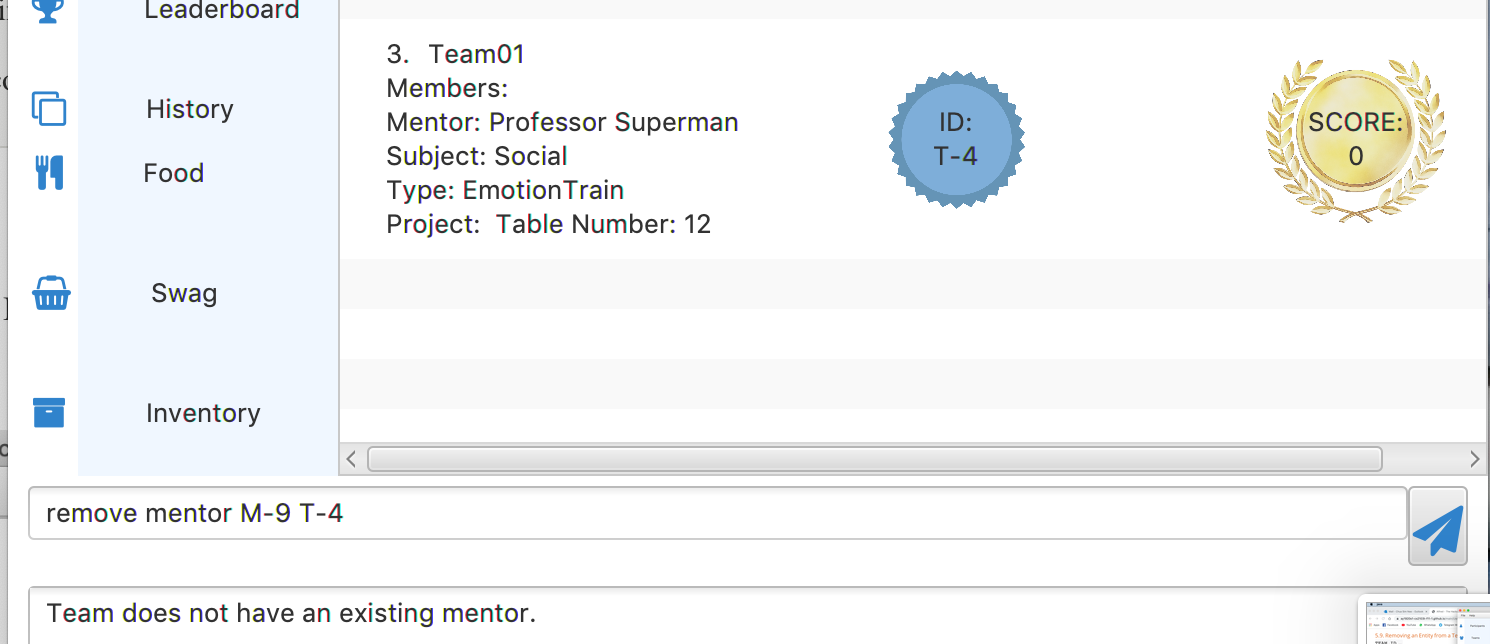 Leaderboard
History
Food
Swag
Inventory
3. Team01
Members:
Mentor: Professor Superman
Subject: Social
Type: EmotionTrain
Project: Table Number: 12
ID:
T-4
SCORE:
0
remove mentor M-9 T-4
Team does not have an existing mentor.